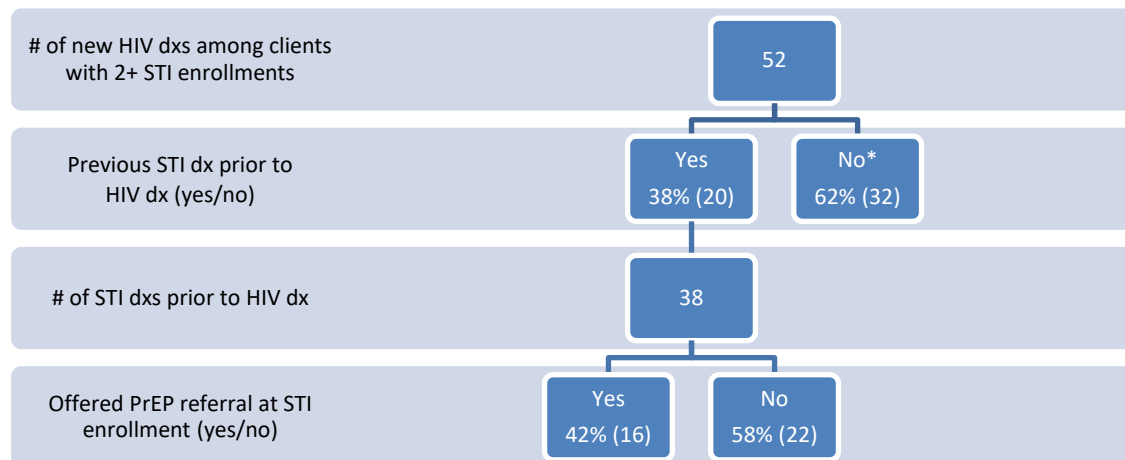 # of new HIV dxs among clients
with 2+ STI enrollments
52
Previous STI dx prior to
HIV dx (yes/no)
Yes
38% (20)
No*
62% (32)
# of STI dxs prior to HIV dx
38
Offered PrEP referral at STI
enrollment (yes/no)
Yes
42% (16)
No
58% (22)